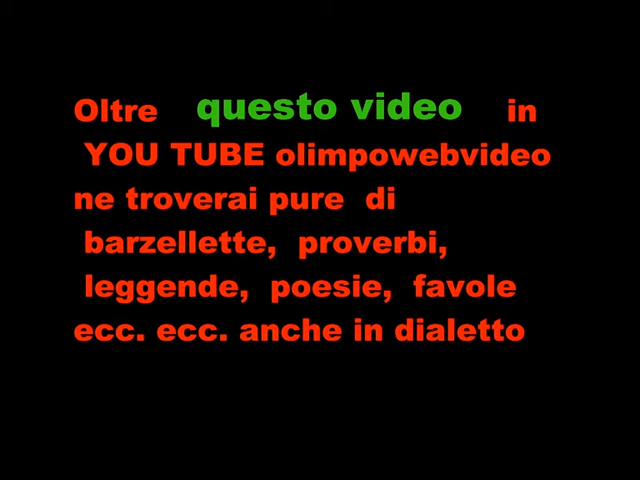 Oltre questo video in
YOU TUBE olimpowebvideo
ne troverai pure di
barzellette, proverbi,
leggende, poesie, favole
ecc. ecc. anche in dialetto